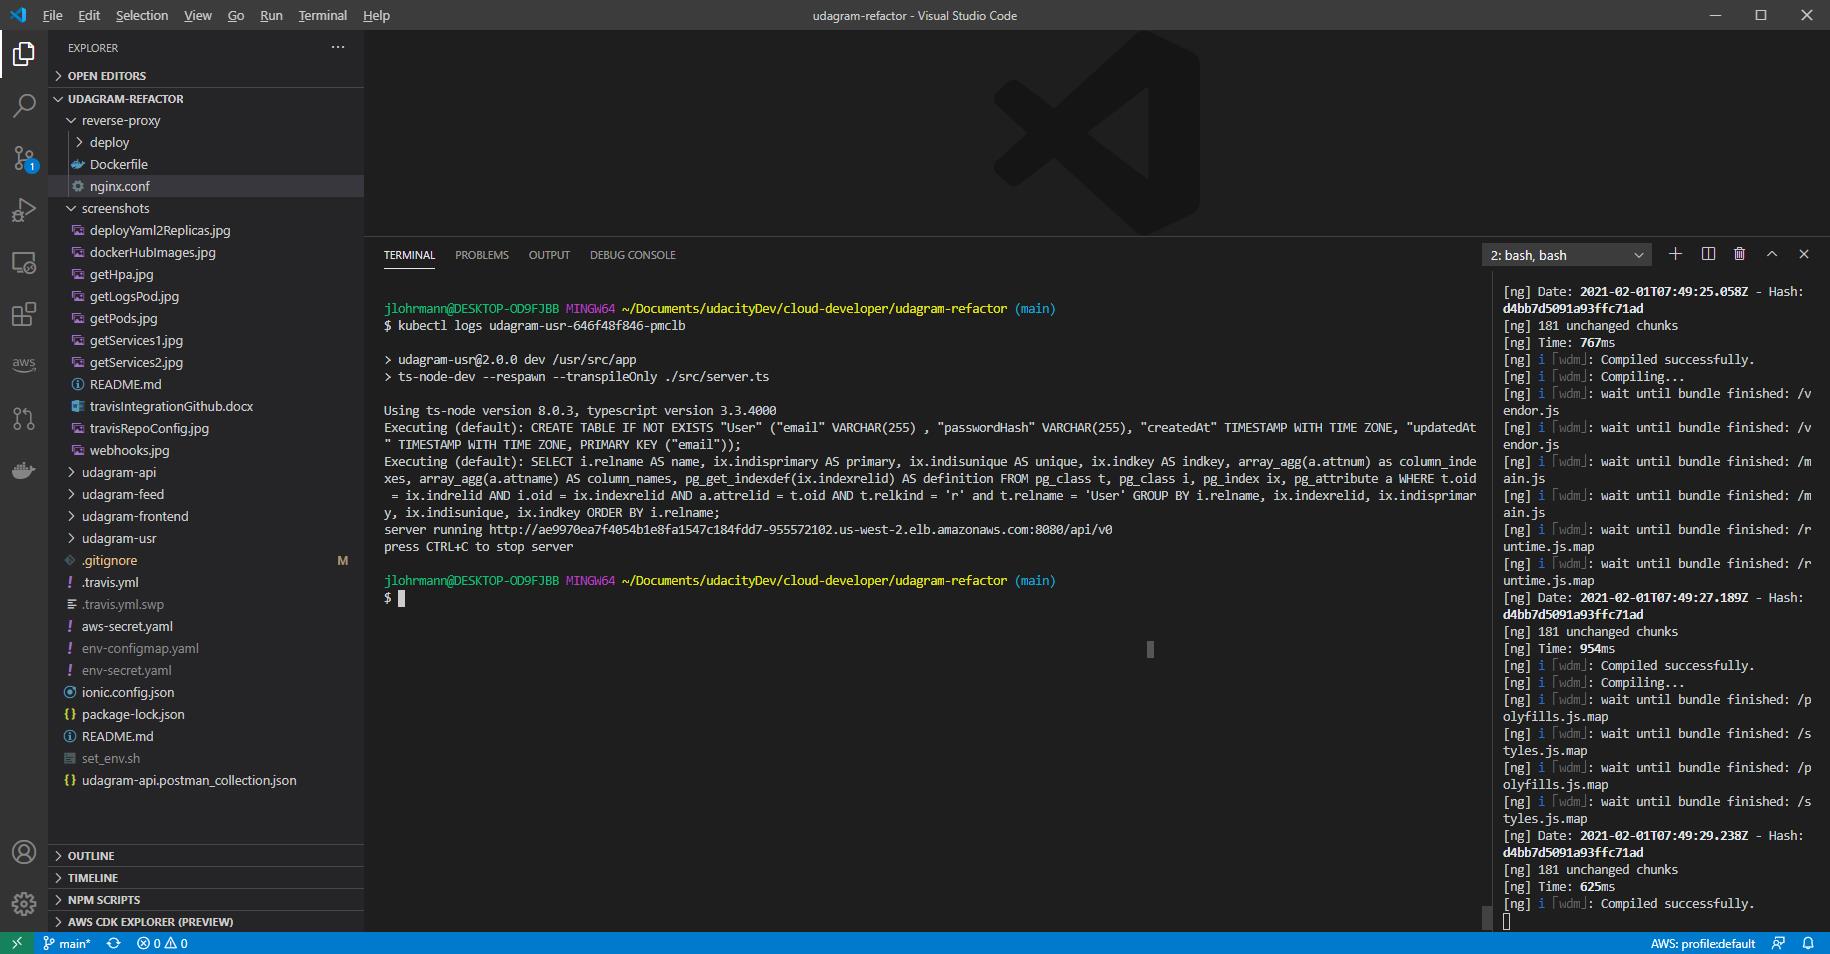 File Edit Selection View Go Run Terminal Help
udagram-refactor - Visual Studio Code
EXPLORER
OPEN EDITORS
UDAGRAM-REFACTOR
reverse-proxy
deploy
Dockerfile
nginx.conf
screenshots
deployYaml2Replicas.jpg
dockerHubImages.jpg
getHpa.jpg
getLogsPod.jpg
getPods.jpg
getServices1.jpg
getServices2.jpg
README.md
travisIntegrationGithub.docx
travisRepoConfig.jpg
webhooks.jpg
udagram-api
udagram-feed
udagram-frontend
udagram-usr
.gitignore M
.travis.yml
.travis.yml.swp
aws-secret.yaml
env-configmap.yaml
env-secret.yaml
ionic.config.json
package-lock.json
README.md
set_env.sh
udagram-api.postman_collection.json
OUTLINE
TIMELINE
NPM SCRIPTS
AWS CDK EXPLORER (PREVIEW)
1
aws
TERMINAL PROBLEMS OUTPUT DEBUG CONSOLE
2: bash, bash
jlohrmann@DESKTOP-OD9FJBB MINGW64 ~/Documents/udacityDev/cloud-developer/udagram-refactor (main)
$ kubectl logs udagram-usr-646f48f846-pmclb
> udagram-usr@2.0.0 dev /usr/src/app
> ts-node-dev --respawn --transpileOnly ./src/server.ts
Using ts-node version 8.0.3, typescript version 3.3.4000
Executing (default): CREATE TABLE IF NOT EXISTS "User" ("email" VARCHAR(255) , "passwordHash" VARCHAR(255), "createdAt" TIMESTAMP WITH TIME ZONE, "updatedAt
" TIMESTAMP WITH TIME ZONE, PRIMARY KEY ("email"));
Executing (default): SELECT i.relname AS name, ix.indisprimary AS primary, ix.indisunique AS unique, ix.indkey AS indkey, array_agg(a.attnum) as column_inde
xes, array_agg(a.attname) AS column_names, pg_get_indexdef(ix.indexrelid) AS definition FROM pg_class t, pg_class i, pg_index ix, pg_attribute a WHERE t.oid
= ix.indrelid AND i.oid = ix.indexrelid AND a.attrelid = t.oid AND t.relkind = 'r' and t.relname = 'User' GROUP BY i.relname, ix.indexrelid, ix.indisprimar
y, ix.indisunique, ix.indkey ORDER BY i.relname;
server running http://ae9970ea7f4054b1e8fa1547c184fdd7-955572102.us-west-2.elb.amazonaws.com:8080/api/v0
press CTRL+C to stop server
jlohrmann@DESKTOP-OD9FJBB MINGW64 ~/Documents/udacityDev/cloud-developer/udagram-refactor (main)
$
[ng] Date: 2021-02-01T07:49:25.058Z - Hash:
d4bb7d5091a93ffc71ad
[ng] 181 unchanged chunks
[ng] Time: 767ms
[ng] i ｢wdm｣: Compiled successfully.
[ng] i ｢wdm｣: Compiling...
[ng] i ｢wdm｣: wait until bundle finished: /v
endor.js
[ng] i ｢wdm｣: wait until bundle finished: /v
endor.js
[ng] i ｢wdm｣: wait until bundle finished: /m
ain.js
[ng] i ｢wdm｣: wait until bundle finished: /m
ain.js
[ng] i ｢wdm｣: wait until bundle finished: /r
untime.js.map
[ng] i ｢wdm｣: wait until bundle finished: /r
untime.js.map
[ng] Date: 2021-02-01T07:49:27.189Z - Hash:
d4bb7d5091a93ffc71ad
[ng] 181 unchanged chunks
[ng] Time: 954ms
[ng] i ｢wdm｣: Compiled successfully.
[ng] i ｢wdm｣: Compiling...
[ng] i ｢wdm｣: wait until bundle finished: /p
olyfills.js.map
[ng] i ｢wdm｣: wait until bundle finished: /s
tyles.js.map
[ng] i ｢wdm｣: wait until bundle finished: /p
olyfills.js.map
[ng] i ｢wdm｣: wait until bundle finished: /s
tyles.js.map
[ng] Date: 2021-02-01T07:49:29.238Z - Hash:
d4bb7d5091a93ffc71ad
[ng] 181 unchanged chunks
[ng] Time: 625ms
[ng] i ｢wdm｣: Compiled successfully.
main* 0 0
AWS: profile:default